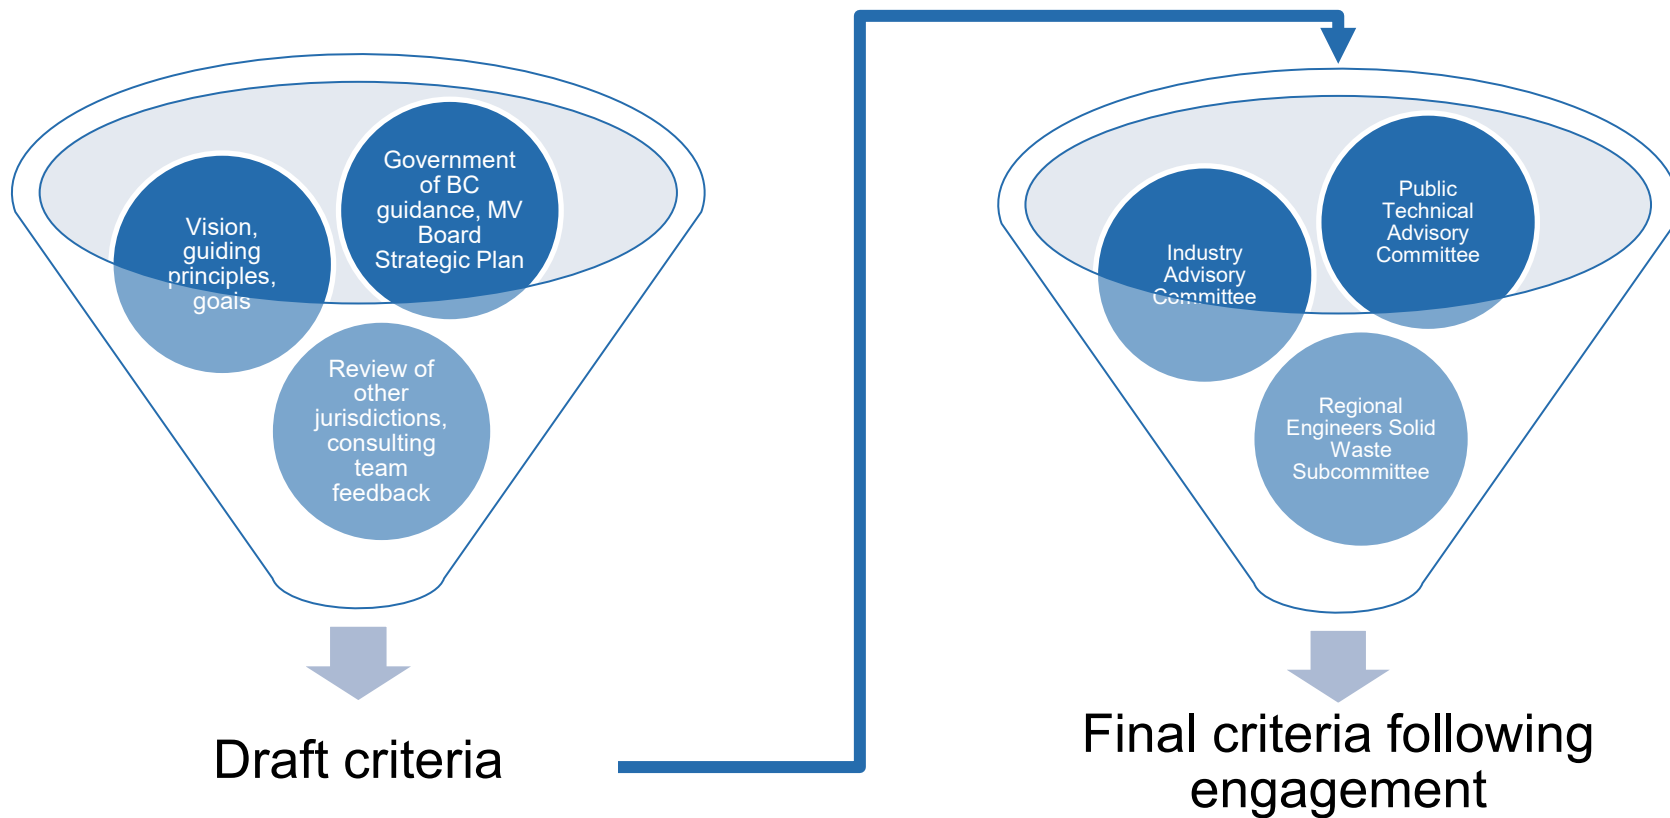 Vision,
guiding
principles,
goais
Government
of BC
guidance, MV
Board
Strategic Plan
Review of
other
jurisdictions,
consulting
team
feedback
Draft criteria
Industry
Advisory
Committee
Public
Technical
Advisory
Committee
Regional
Engineers Solid
Waste
Subcommittee
Final criteria following
engagement